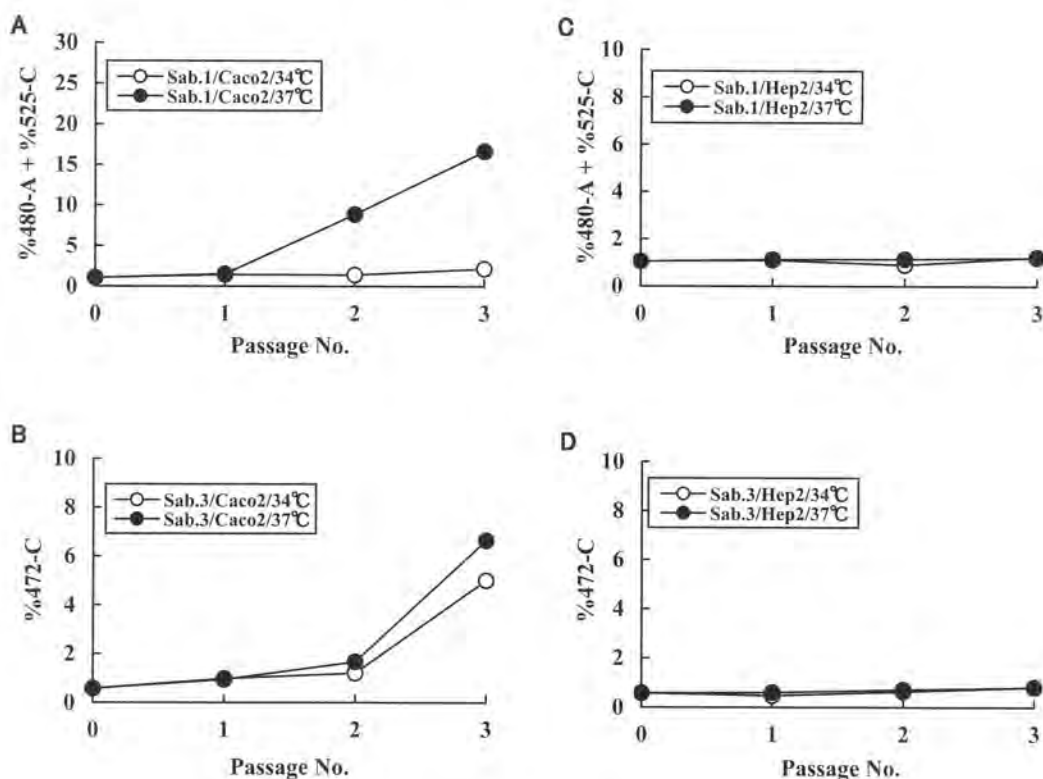 A
30
25
20
15
10
5
0
%480-A + %525-C
Sab.1/Caco2/34℃
Sab.1/Caco2/37℃
0 1 2 3
Passage No.
C
10
8
6
4
2
0
%480-A + %525-C
Sab.1/Hep2/34℃
Sab.1/Hep2/37℃
0 1 2 3
Passage No.
B
10
8
6
4
2
0
%472-C
Sab.3/Caco2/34℃
Sab.3/Caco2/37℃
0 1 2 3
Passage No.
D
10
8
6
4
2
0
%472-C
Sab.3/Hep2/34℃
Sab.3/Hep2/37℃
0 1 2 3
Passage No.